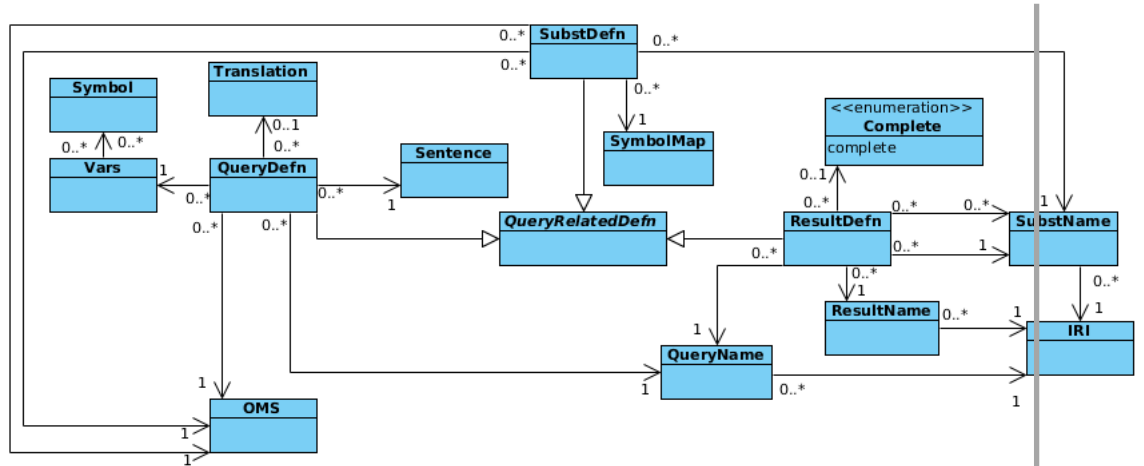 0..*
SubstDefn
0..*
0..*
0..*
Symbol
Translation
<<enumeration>>
Complete
complete
0..1
1
SymbolMap
0..*
0..*
0..*
Sentence
Vars
1
QueryDefn
0..1
0..*
0..*
1
0..*
1
0..*
0..*
QueryRelatedDefn
ResultDefn
0..*
0..*
SubstName
0..*
0..*
1
0..*
0..*
0..*
1
1
ResultName
0..*
1
IRI
1
QueryName
1
0..*
1
1
OMS
1
1